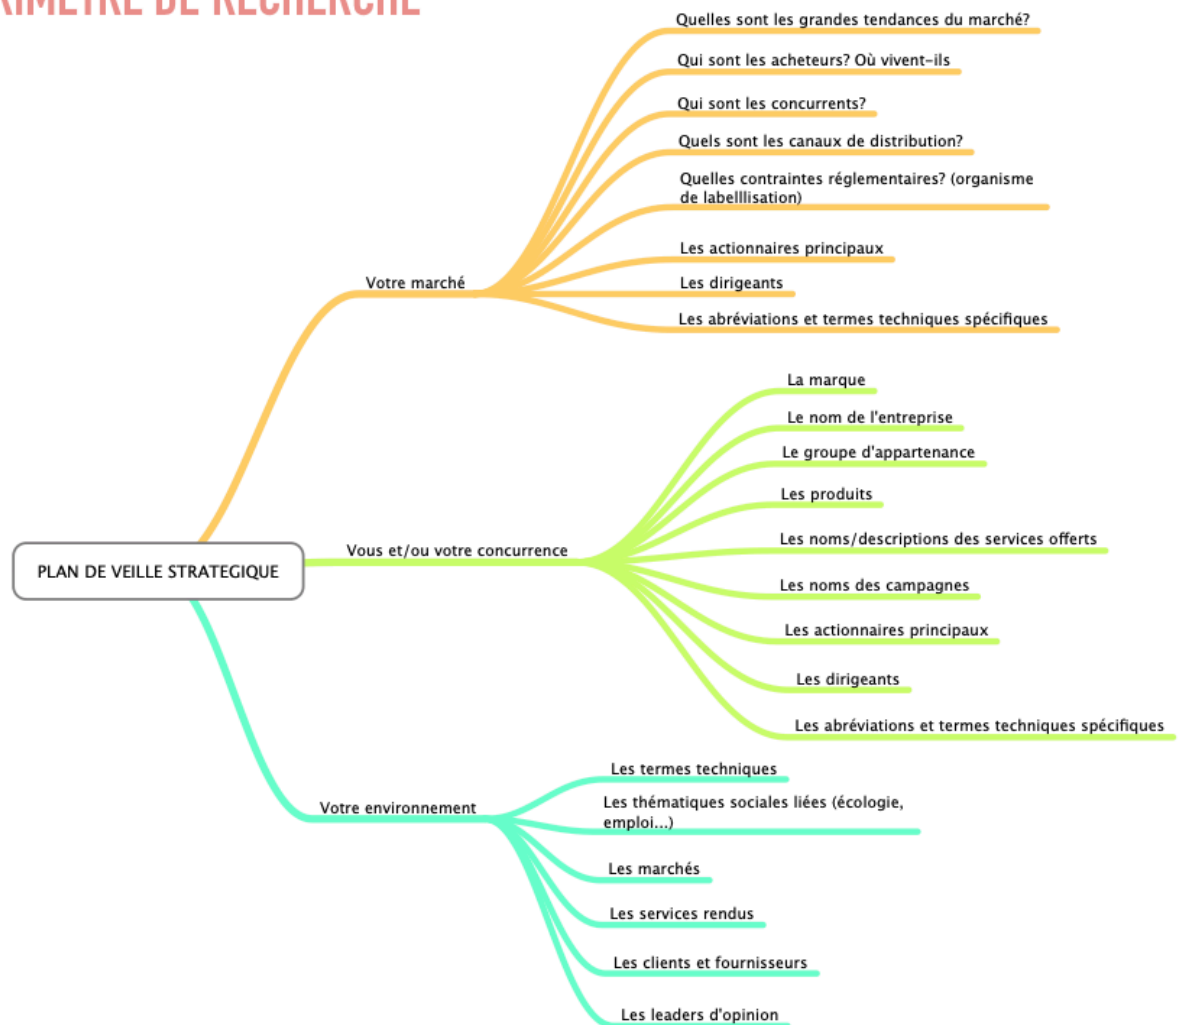 RIMETRE DE RECHERCHE
Quelles sont les grandes tendances du marché?
Qui sont les acheteurs? Où vivent-ils
Qui sont les concurrents?
Quels sont les canaux de distribution?
Quelles contraintes réglementaires? (organisme
de labelllisation)
Les actionnaires principaux
Votre marché
Les dirigeants
Les abréviations et termes techniques spécifiques
La marque
Le nom de l'entreprise
Le groupe d'appartenance
Les produits
Les noms/descriptions des services offerts
Vous et/ou votre concurrence
PLAN DE VEILLE STRATEGIQUE
Les noms des campagnes
Les actionnaires principaux
Les dirigeants
Les abréviations et termes techniques spécifiques
Les termes techniques
Les thématiques sociales liées (écologie,
emploi...)
Votre environnement
Les marchés
Les services rendus
Les clients et fournisseurs
Les leaders d'opinion